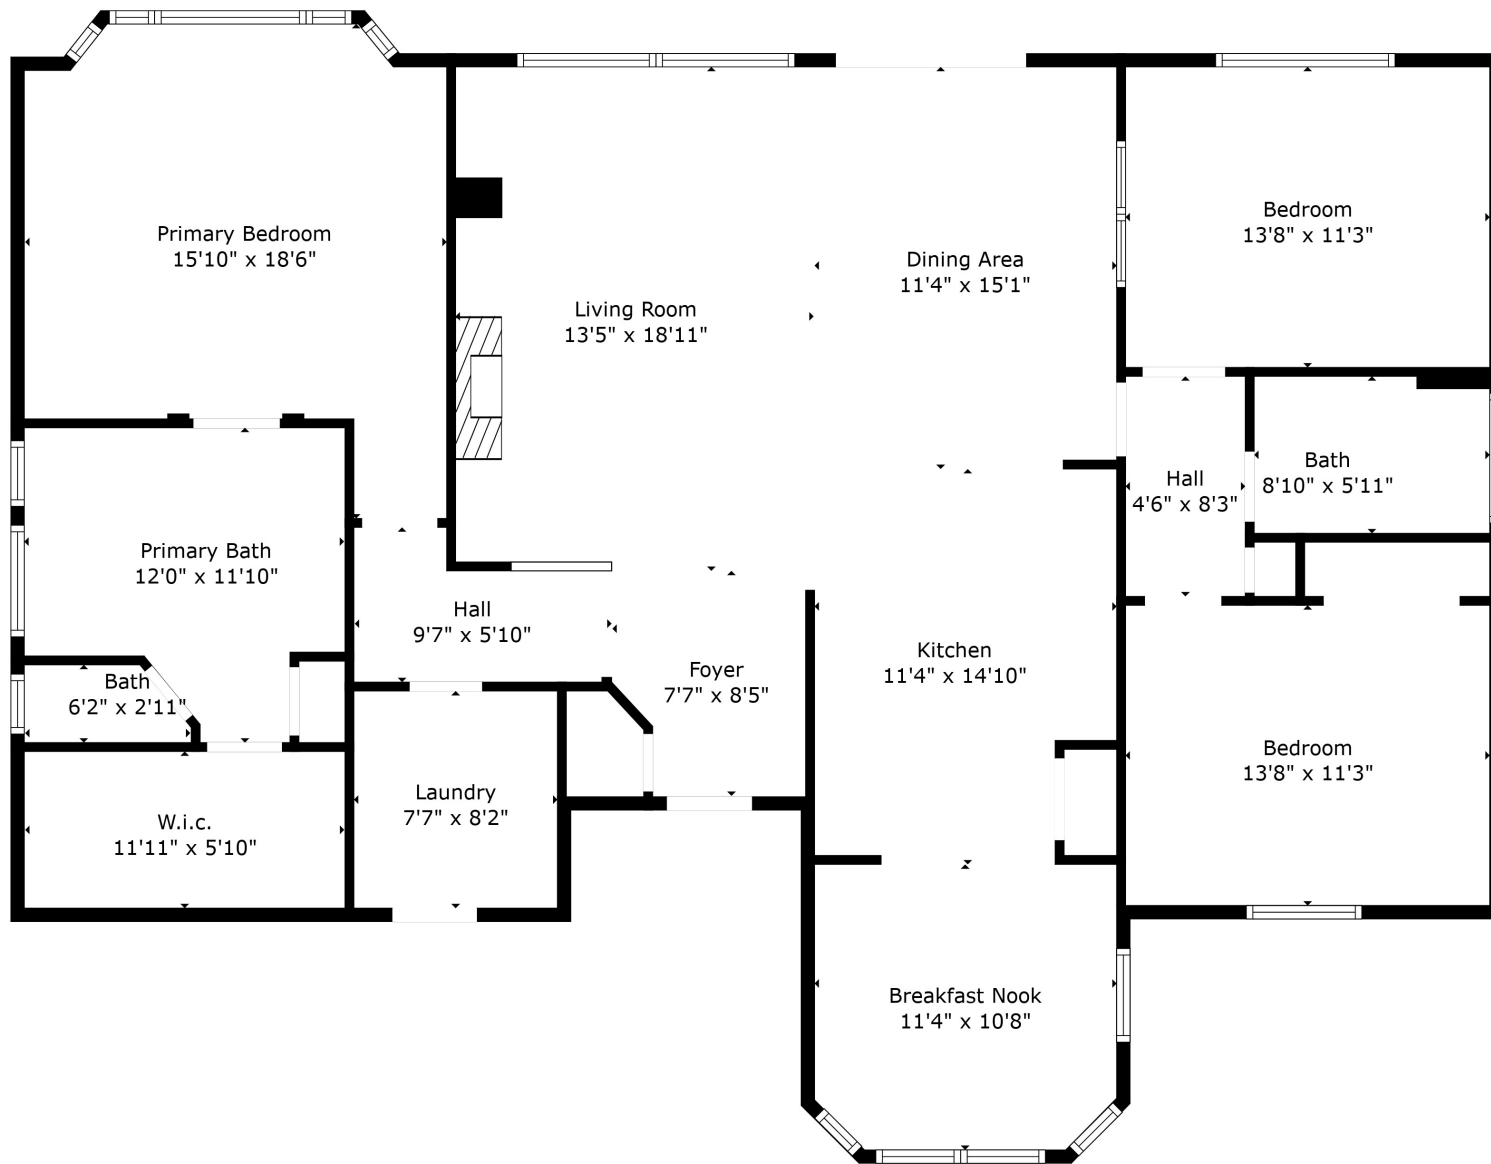 Primary Bedroom
15'10" x 18'6"
Living Room
13'5" x 18'11"
Dining Area
11'4" x 15'1"
Bedroom
13'8" x 11'3"
Hall
4'6" x 8'3"
Bath
8'10" x 5'11"
Primary Bath
12'0" x 11'10"
Hall
9'7" x 5'10"
Foyer
7'7" x 8'5"
Kitchen
11'4" x 14'10"
Bath
6'2" x 2'11"
Bedroom
13'8" x 11'3"
W.i.c.
11'11" x 5'10"
Laundry
7'7" x 8'2"
Breakfast Nook
11'4" x 10'8"